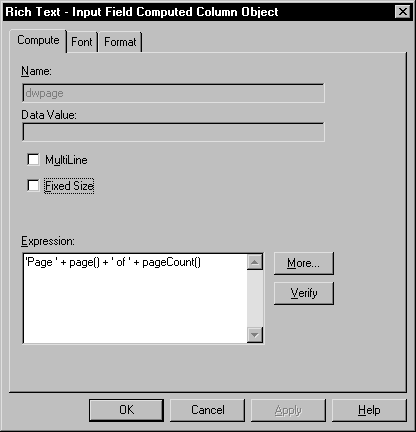 Rich Text - Input Field Computed Column Object
Compute Font Format
Name:
dwpage
Data Value:
MultiLine
Fixed Size
Expression:
'Page ' + page() + ' of ' + pageCount()
More...
Verify
OK Cancel Apply Help